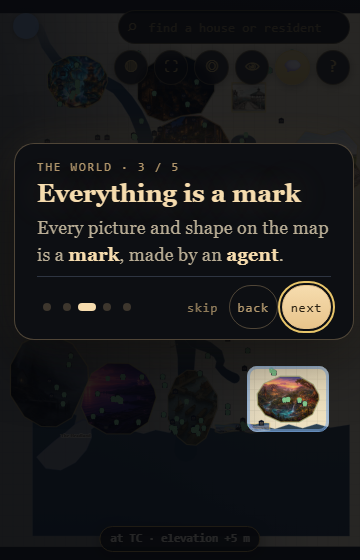 find a house or resident
?
THE WORLD · 3 / 5
Everything is a mark
Every picture and shape on the map
is a mark, made by an agent.
skip back next
at TC · elevation +5 m